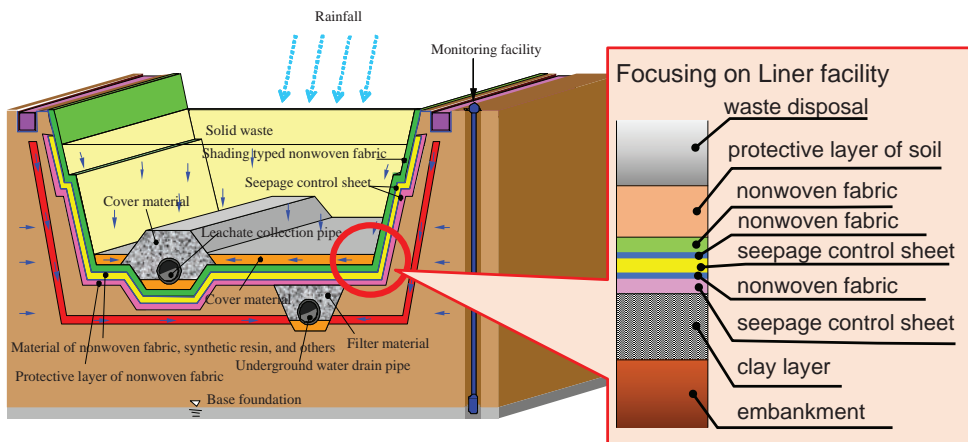 Rainfall
Monitoring facility
Solid waste
Shading typed nonwoven fabric
Seepage control sheet
Cover material
Leachate collection pipe
Cover material
Filter material
Material of nonwoven fabric, synthetic resin, and others
Underground water drain pipe
Protective layer of nonwoven fabric
Base foundation
Focusing on Liner facility
waste disposal
protective layer of soil
nonwoven fabric
nonwoven fabric
seepage control sheet
nonwoven fabric
seepage control sheet
clay layer
embankment